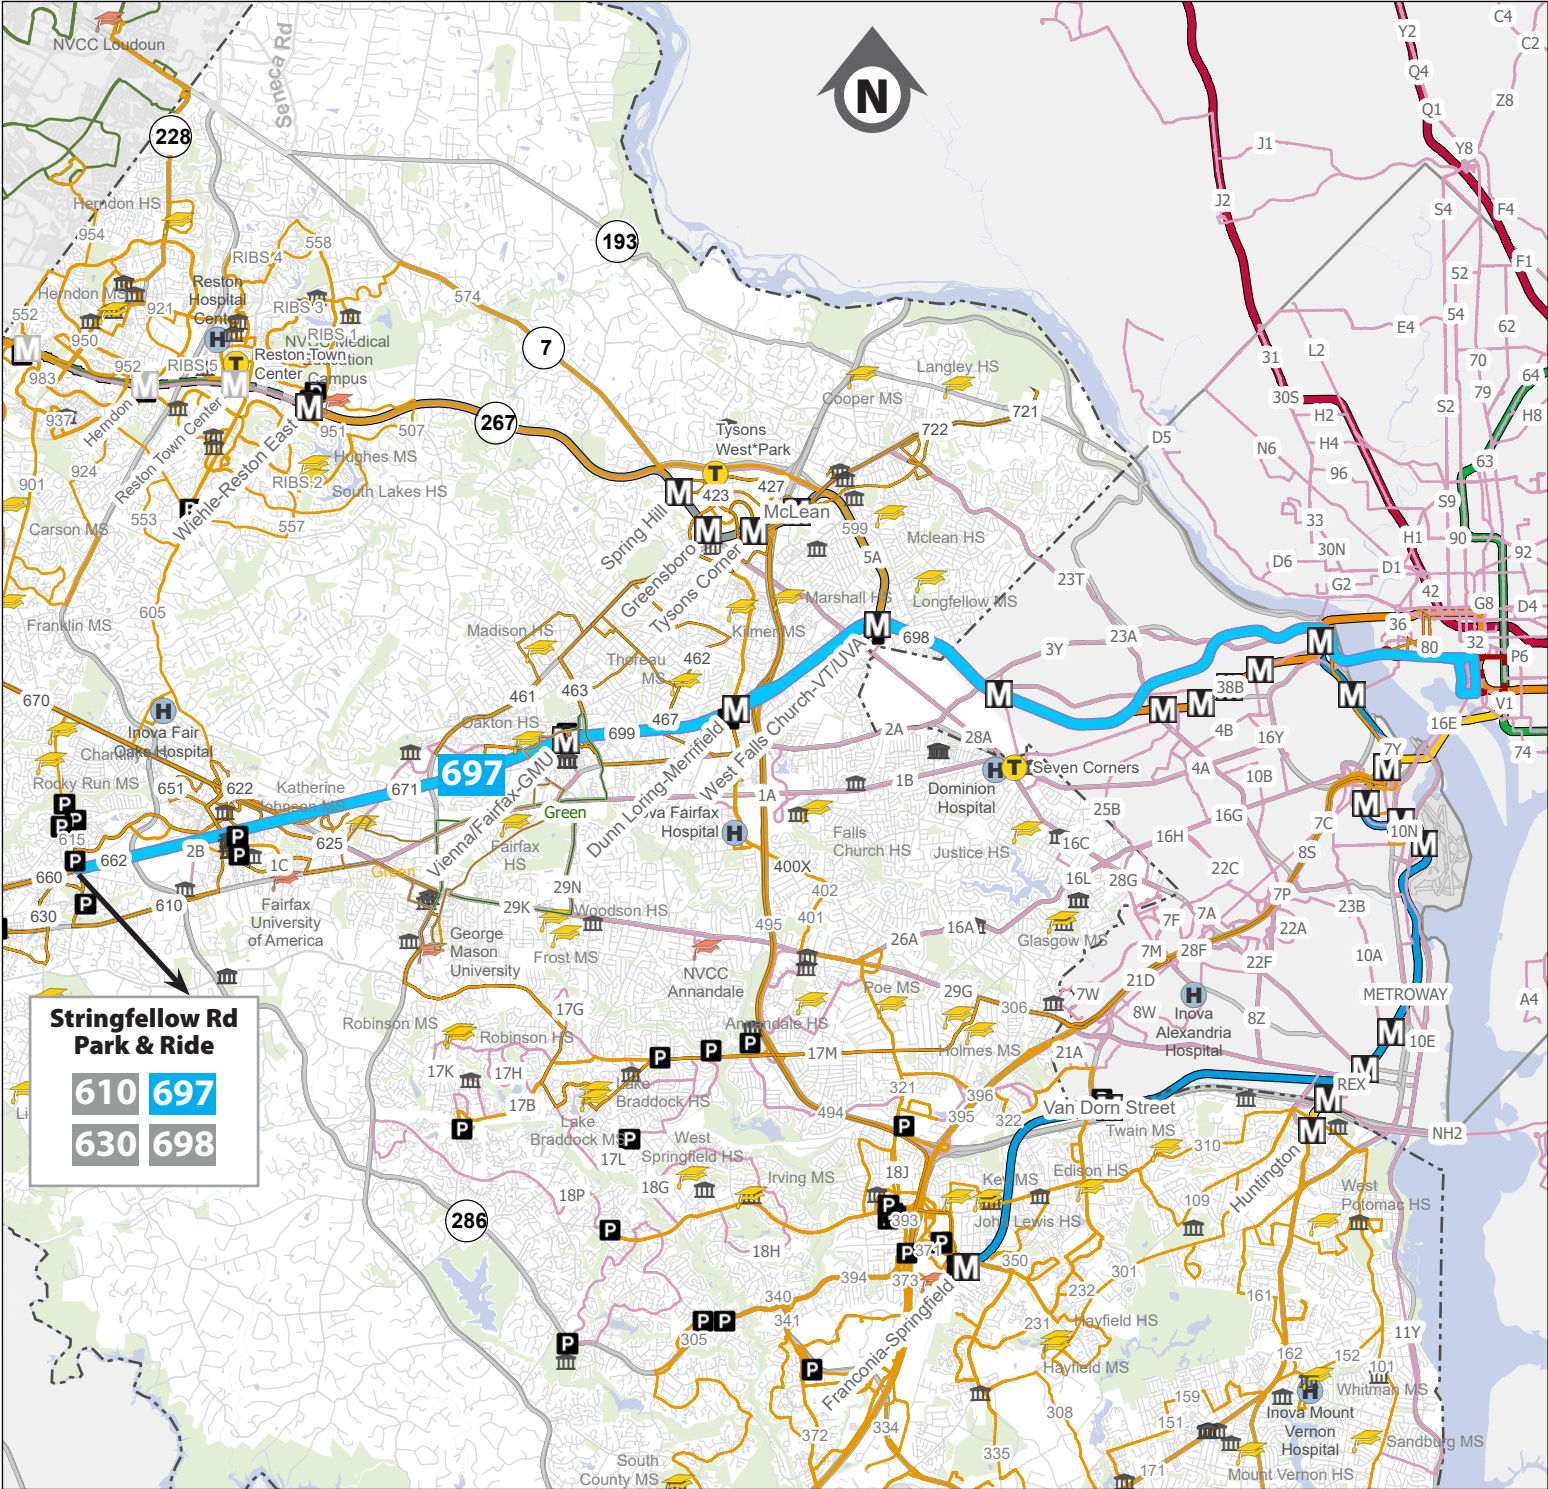 NVCC Loudoun
Seneca Rd
N
C4
Y2
C2
Q4
Q1
Z8
J1
Y8
228
Herndon HS
J2
S4
F4
954
558
193
RIBS 4
F1
Reston
Hospital
Center
52
Herndon MS
921
RIBS 3
574
54
552
E4
62
950
RIBS 1
7
L2
31
952
RIBS 5
Reston Town
Center
Campus
70
64
983
Langley HS
79
30S
Cooper MS
S2
H2
H8
937
Herndon
Reston Town Center
Wiehle-Reston East
951
507
267
721
722
Tysons
West*Park
D5
N6
H4
Hughes MS
924
RIBS 2
South Lakes HS
96
63
901
427
423
S9
553
557
McLean
Carson MS
599
33
Spring Hill
Greensboro
Tysons Corner
McLean HS
H1
90
30N
92
5A
D6
D1
G2
23T
Marshall HS
Longfellow MS
42
G8
D4
605
Franklin MS
Madison HS
Kilmer MS
698
36
23A
32
80
3Y
P6
Thoreau
MS
462
670
461
463
38B
V1
Inova Fair
Oaks Hospital
Oakton HS
467
699
2A
28A
4B
16Y
16E
74
Chantilly
7Y
Seven Corners
4A
10B
Rocky Run MS
651
622
Katherine
Johnson MS
671
697
1B
Dominion
Hospital
1A
Vienna/Fairfax-GMU
Dunn Loring-Merrifield
West Falls Church-VT/UVA
Green
25B
16G
Fairfax
Hospital
7C
10N
615
625
Fairfax
HS
Falls
Church HS
Justice HS
16C
16H
662
2B
1C
8S
660
Green
400X
22C
402
16L
28G
7P
630
610
Fairfax
University
of America
29N
29K
Woodson HS
401
23B
7F
7A
495
16A
22A
George
Mason
University
26A
Glasgow MS
7M
28F
Frost MS
NVCC
Annandale
22F
10A
21D
Poe MS
29G
7W
METROWAY
A4
Stringfellow Rd
Park & Ride
610
697
630
698
17G
306
8W
Inova
Alexandria
Hospital
8Z
Robinson MS
Robinson HS
Annandale HS
Holmes MS
21A
10E
17M
17K
17H
321
REX
Lake
Braddock HS
396
17B
494
395
322
Van Dorn Street
Lake
Braddock MS
Twain MS
NH2
West
Springfield HS
310
17L
Irving MS
18J
Key MS
Edison HS
18G
West
Potomac HS
18P
109
Huntington
286
393
John Lewis HS
18H
371
394
373
350
301
340
232
161
341
305
231
Hayfield HS
11Y
Franconia-Springfield
Hayfield MS
162
152
101
159
Whitman MS
308
151
Inova Mount
Vernon
Hospital
372
334
335
Sandburg MS
South
County MS
171
Mount Vernon HS